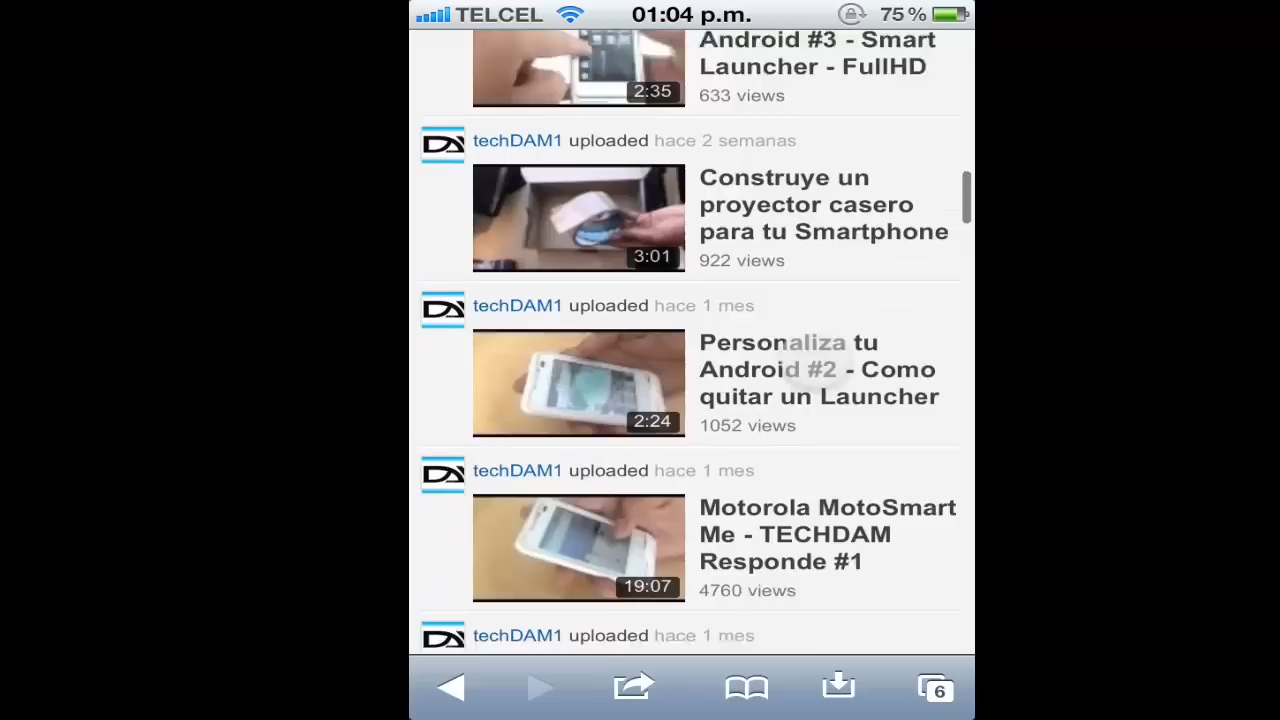 TELCEL 01:04 p.m. 75%
Android #3 - Smart
Launcher - FullHD
2:35
633 views
techDAM1 uploaded hace 2 semanas
Construye un
proyector casero
para tu Smartphone
3:01
922 views
techDAM1 uploaded hace 1 mes
Personaliza tu
Android #2 - Como
quitar un Launcher
2:24
1052 views
techDAM1 uploaded hace 1 mes
Motorola MotoSmart
Me - TECHDAM
Responde #1
19:07
4760 views
techDAM1 uploaded hace 1 mes
6